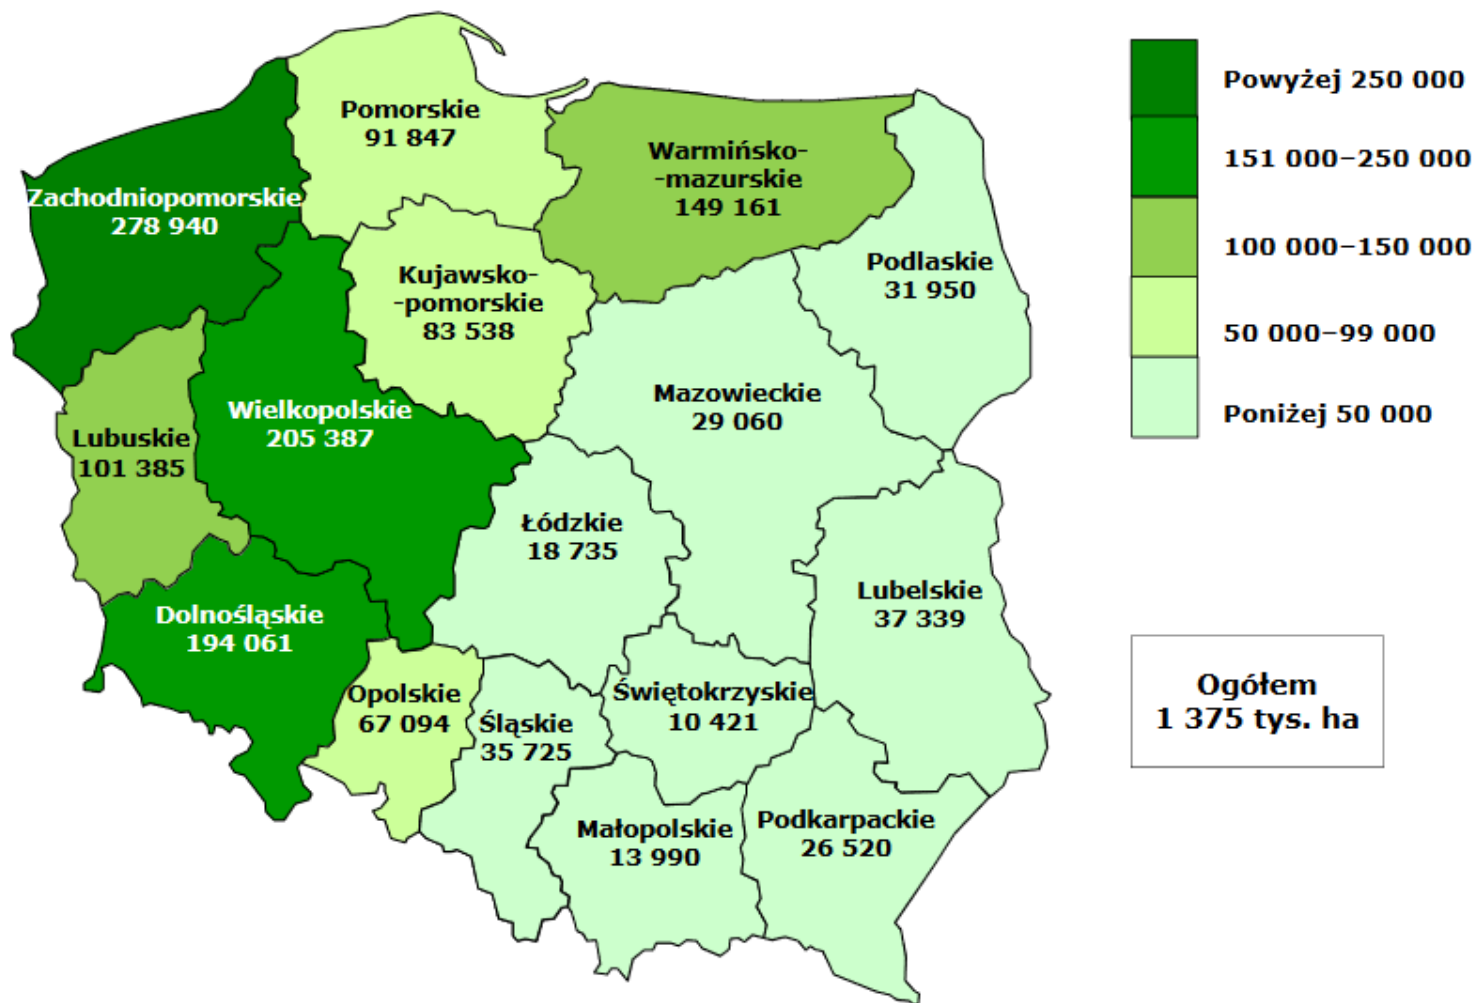 Pomorskie
91 847
Warmińsko-
-mazurskie
149 161
Zachodniopomorskie
278 940
Podlaskie
31 950
Kujawsko-
-pomorskie
83 538
Mazowieckie
29 060
Wielkopolskie
205 387
Lubuskie
101 385
Łódzkie
18 735
Lubelskie
37 339
Dolnośląskie
194 061
Opolskie
67 094
Śląskie
35 725
Świętokrzyskie
10 421
Małopolskie
13 990
Podkarpackie
26 520
Powyżej 250 000
151 000–250 000
100 000–150 000
50 000–99 000
Poniżej 50 000
Ogółem
1 375 tys. ha